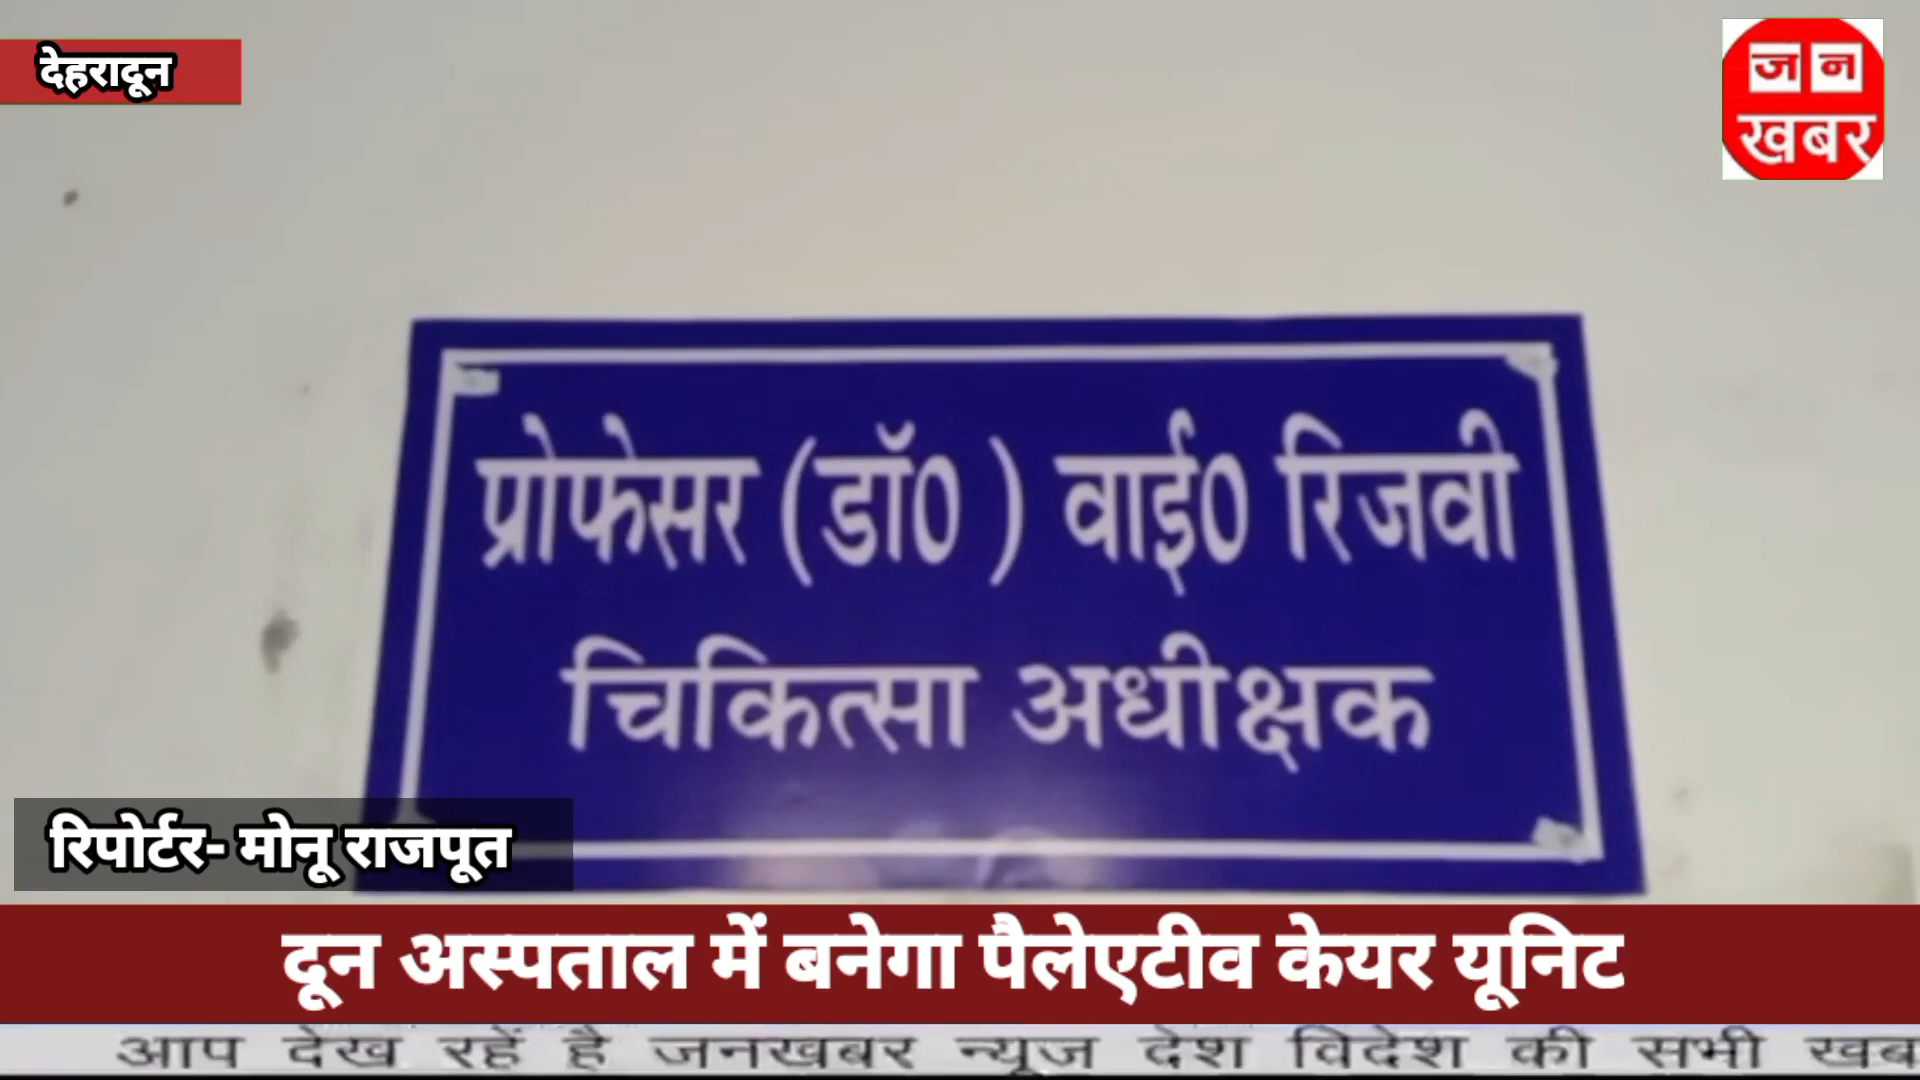 देहरादून
जन
खबर
प्रोफेसर (डॉ0 ) वाई0 रिजवी
चिकित्सा अधीक्षक
रिपोर्टर- मोनू राजपूत
दून अस्पताल में बनेगा पैलेएटीव केयर यूनिट
आप देख रहें है जनखबर न्यूज देश विदेश की सभी खब